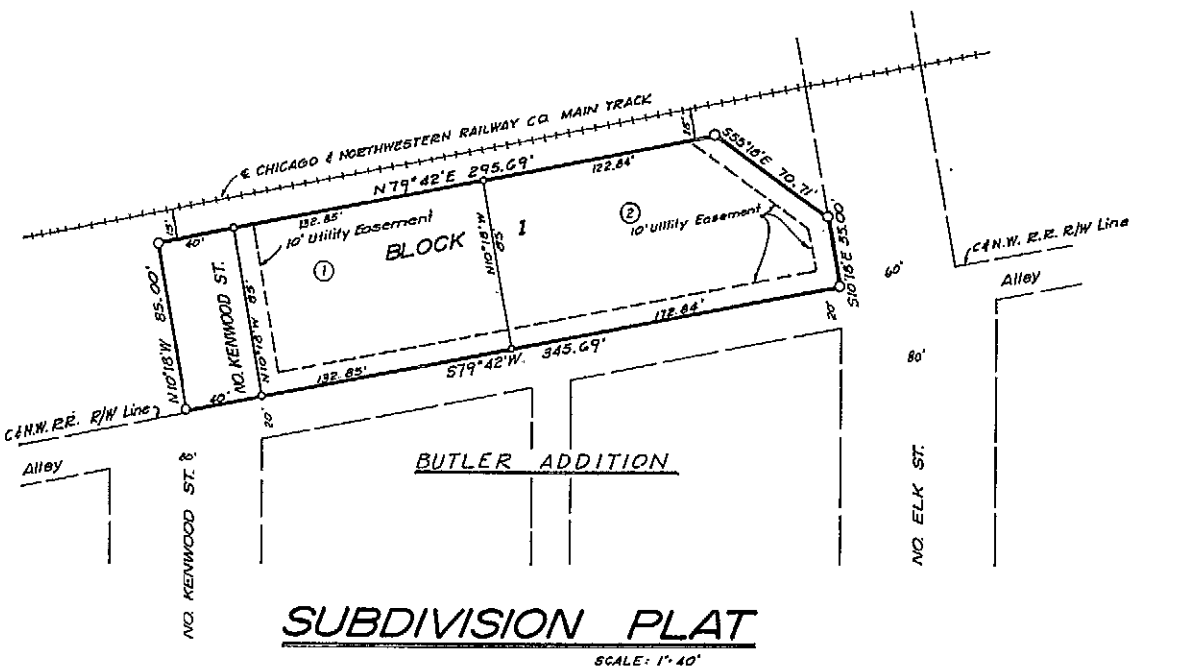 ℄ CHICAGO & NORTHWESTERN RAILWAY CO. MAIN TRACK
N 79°42'E 295.69'
15'
S55°18'E 70.71'
122.84'
132.85'
10' Utility Easement
BLOCK 1
15'
40'
1
2
10' Utility Easement
N10°18'W
85'
N10°18'W 85.00'
NO. KENWOOD ST.
N10°18'W 85'
S10°18'E 35.00'
60'
C&N.W. R.R. R/W Line
Alley
172.84'
20'
S79°42'W. 345.69'
132.85'
40'
80'
C&N.W. R.R. R/W Line
20'
Alley
BUTLER ADDITION
NO. KENWOOD ST.
NO. ELK ST.
SUBDIVISION PLAT
SCALE: 1"=40'